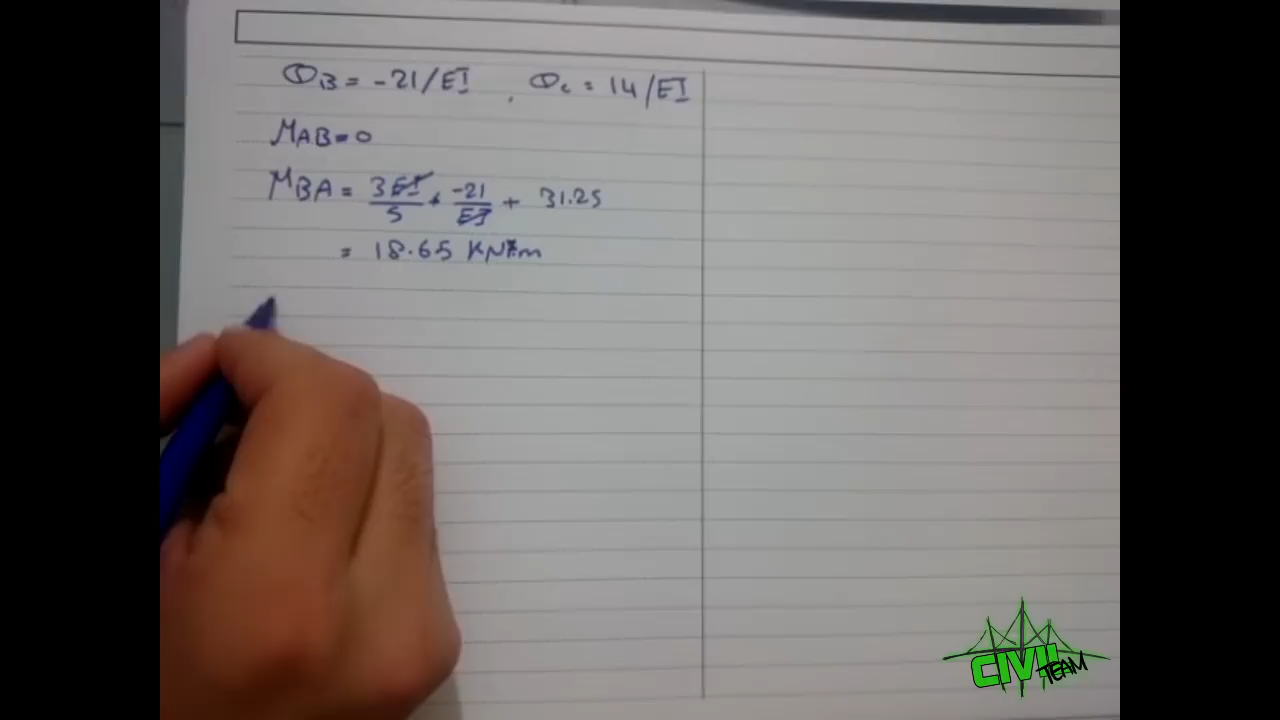 ΘB = -21/EI , Θc = 14/EI
MAB = 0
MBA = 3EI/5 * -21/EI + 31.25
= 18.65 KN*m
CIVIL TEAM